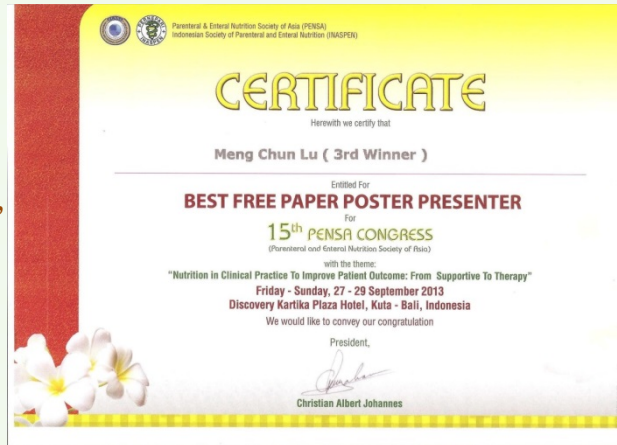 Parenteral & Enteral Nutrition Society of Asia (PENSA)
Indonesian Society of Parenteral and Enteral Nutrition (INASPEN)
CERTIFICATE
Herewith we certify that
Meng Chun Lu ( 3rd Winner )
Entitled For
BEST FREE PAPER POSTER PRESENTER
For
15th PENSA CONGRESS
(Parenteral and Enteral Nutrition Society of Asia)
with the theme:
"Nutrition in Clinical Practice To Improve Patient Outcome: From Supportive To Therapy"
Friday - Sunday, 27 - 29 September 2013
Discovery Kartika Plaza Hotel, Kuta - Bali, Indonesia
We would like to convey our congratulation
President,
Christian Albert Johannes